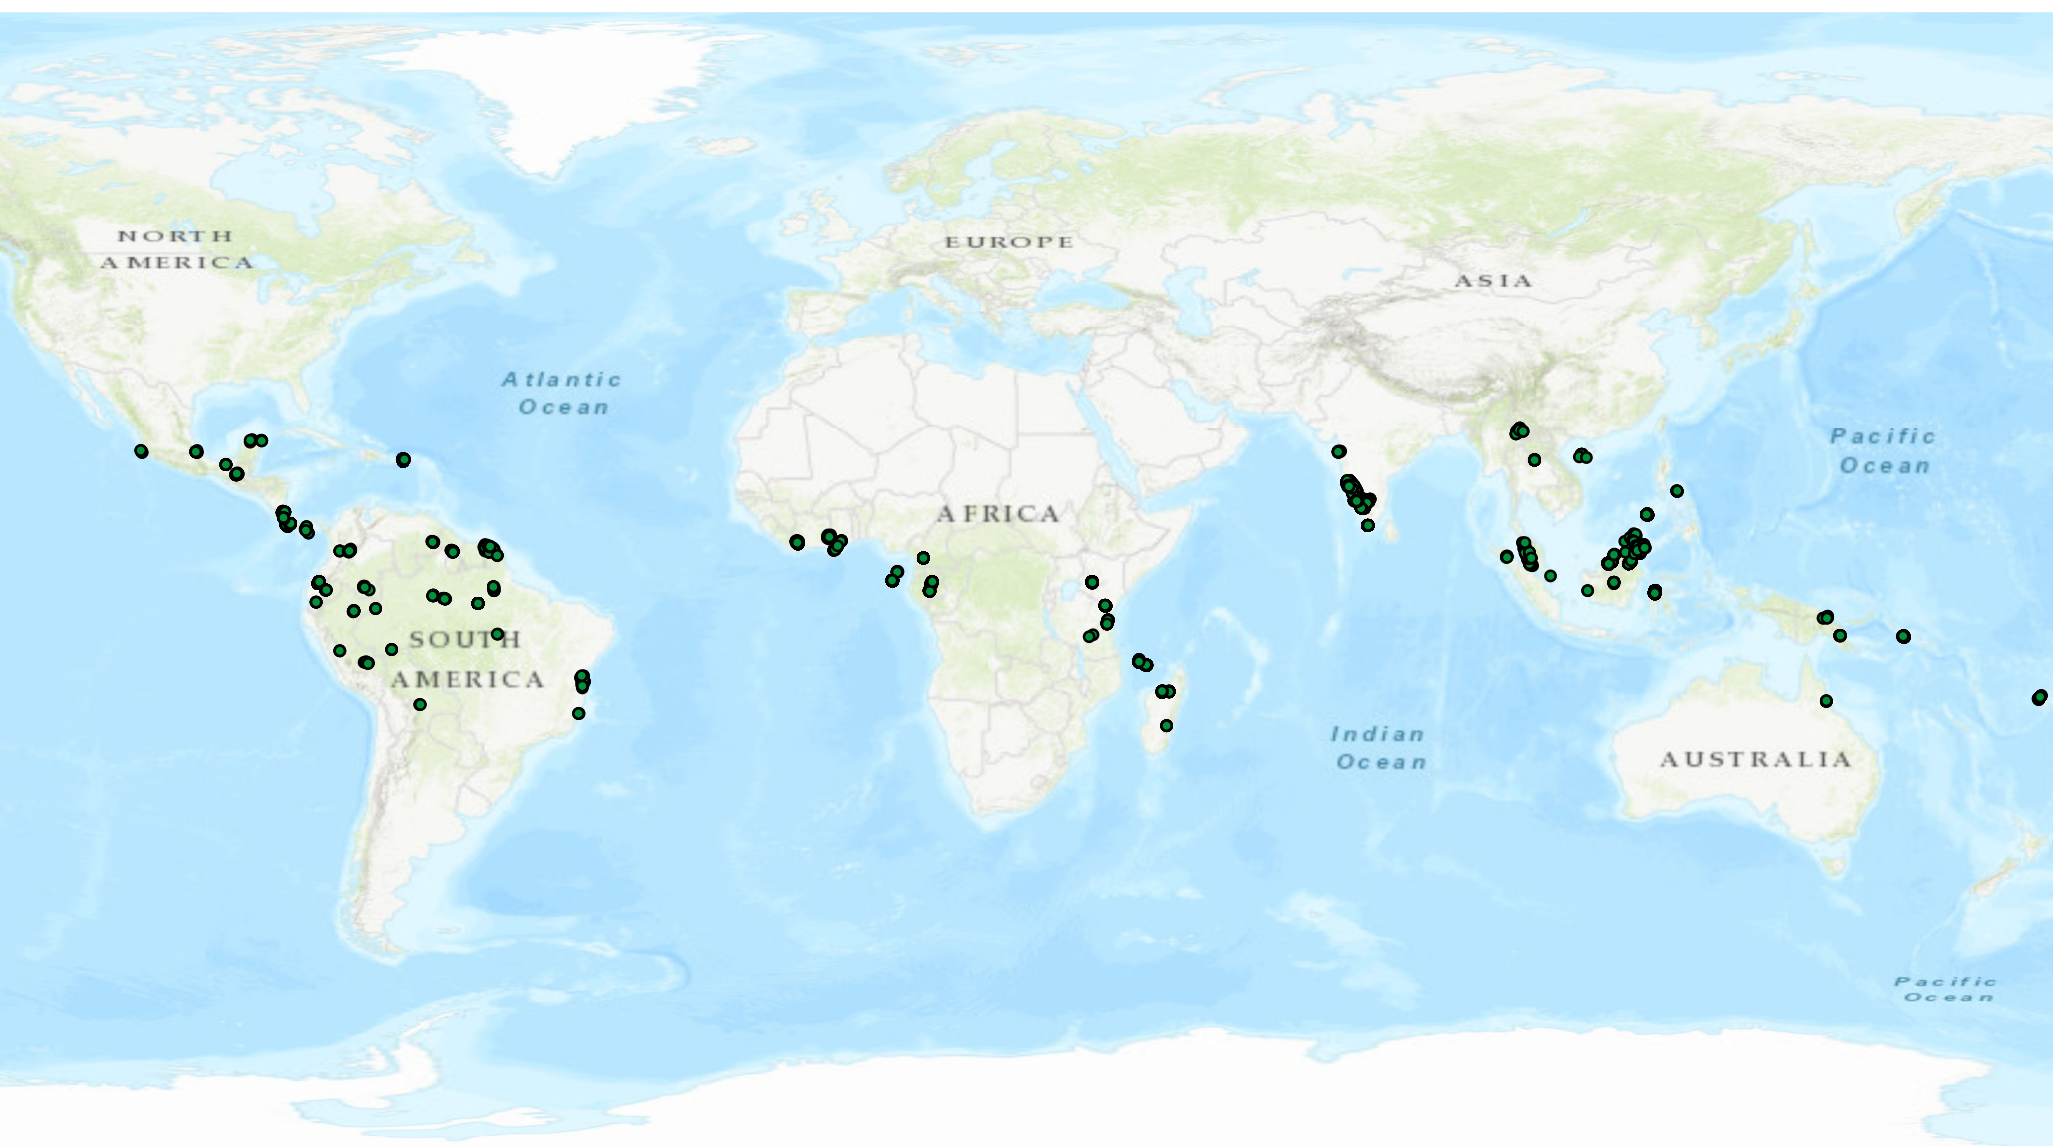 NORTH
AMERICA
EUROPE
ASIA
Atlantic
Ocean
Pacific
Ocean
AFRICA
SOUTH
AMERICA
Indian
Ocean
AUSTRALIA
Pacific
Ocean